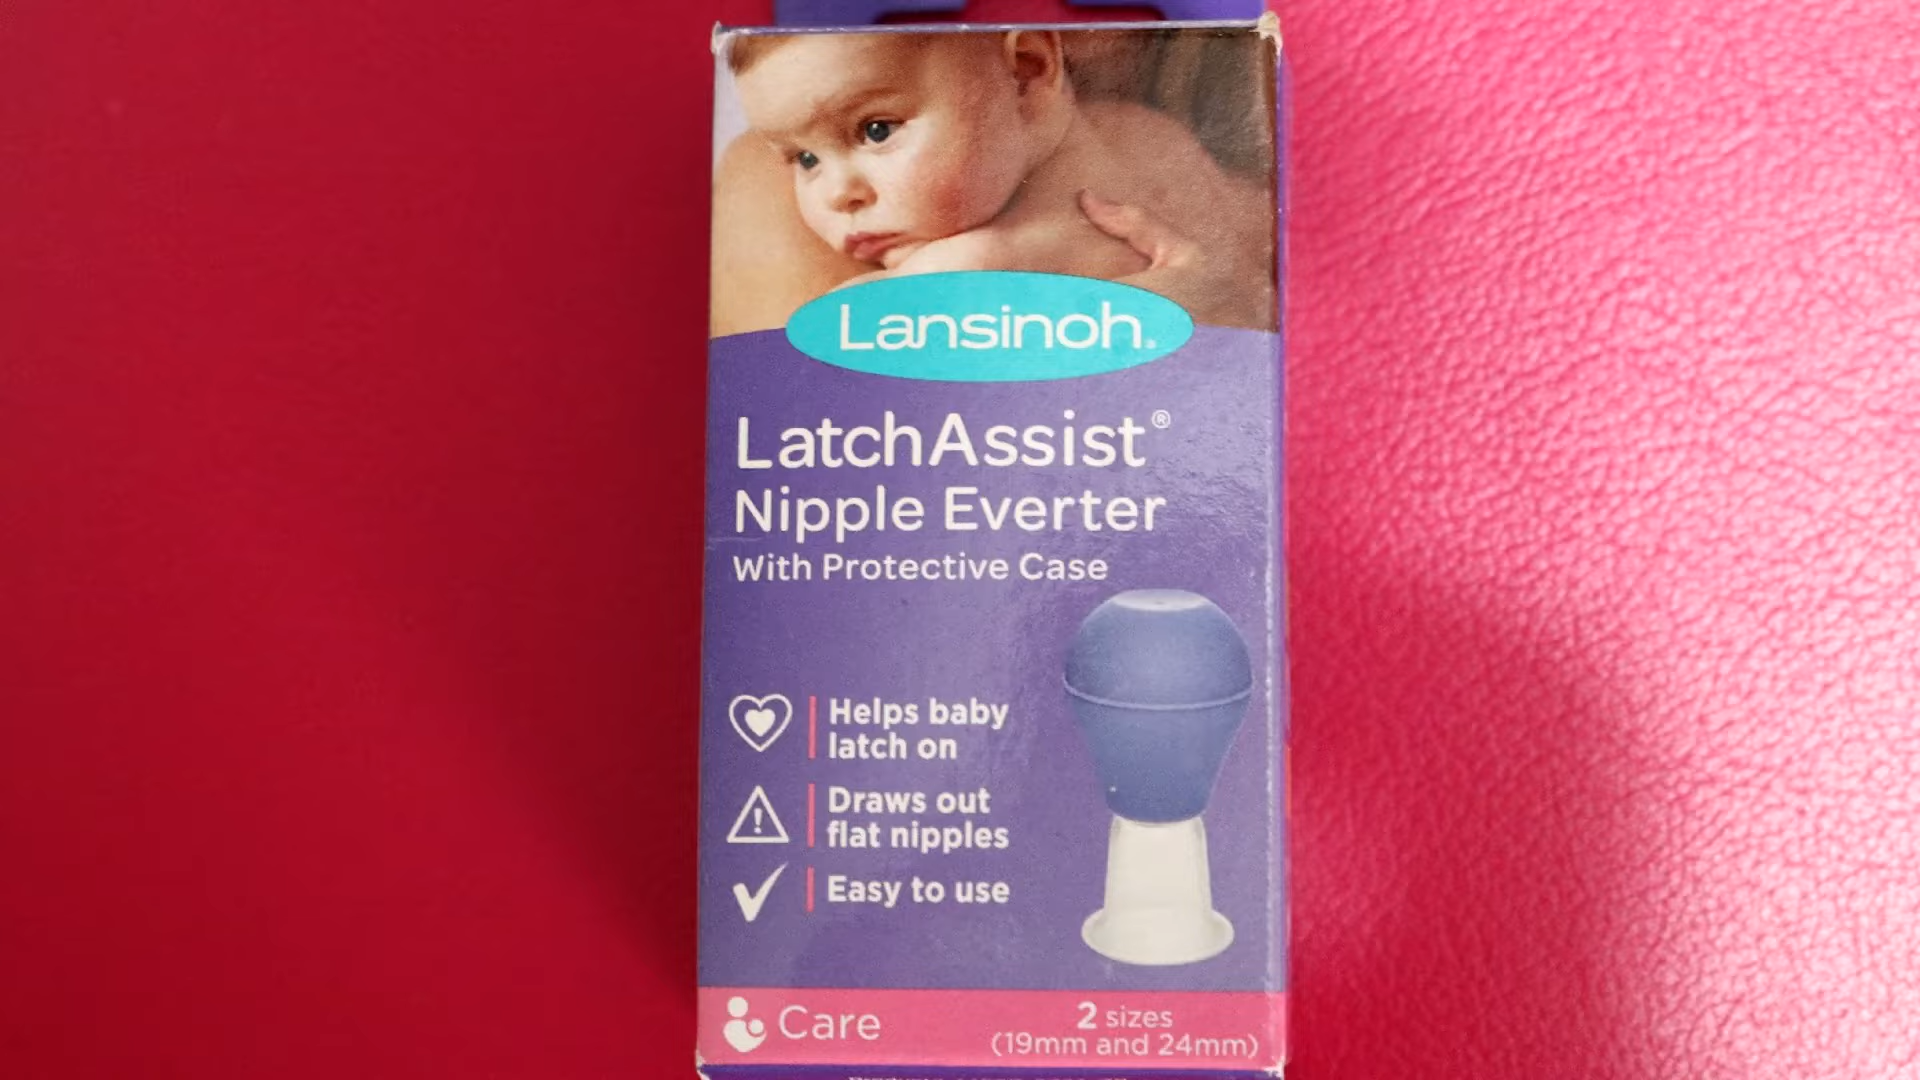 Lansinoh®
LatchAssist®
Nipple Everter
With Protective Case
Helps baby
latch on
Draws out
flat nipples
Easy to use
Care
2 sizes
(19mm and 24mm)